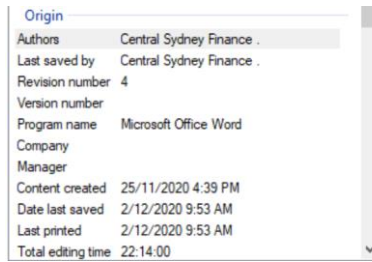 Origin
Authors Central Sydney Finance .
Last saved by Central Sydney Finance .
Revision number 4
Version number
Program name Microsoft Office Word
Company
Manager
Content created 25/11/2020 4:39 PM
Date last saved 2/12/2020 9:53 AM
Last printed 2/12/2020 9:53 AM
Total editing time 22:14:00